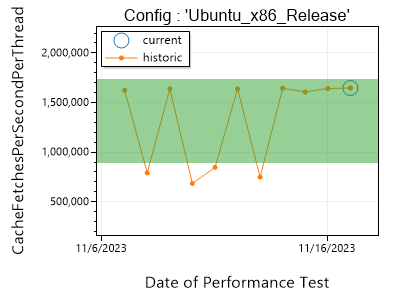 Config : 'Ubuntu_x86_Release'
CacheFetchesPerSecondPerThread
current
historic
2,000,000
1,500,000
1,000,000
500,000
11/6/2023
11/16/2023
Date of Performance Test